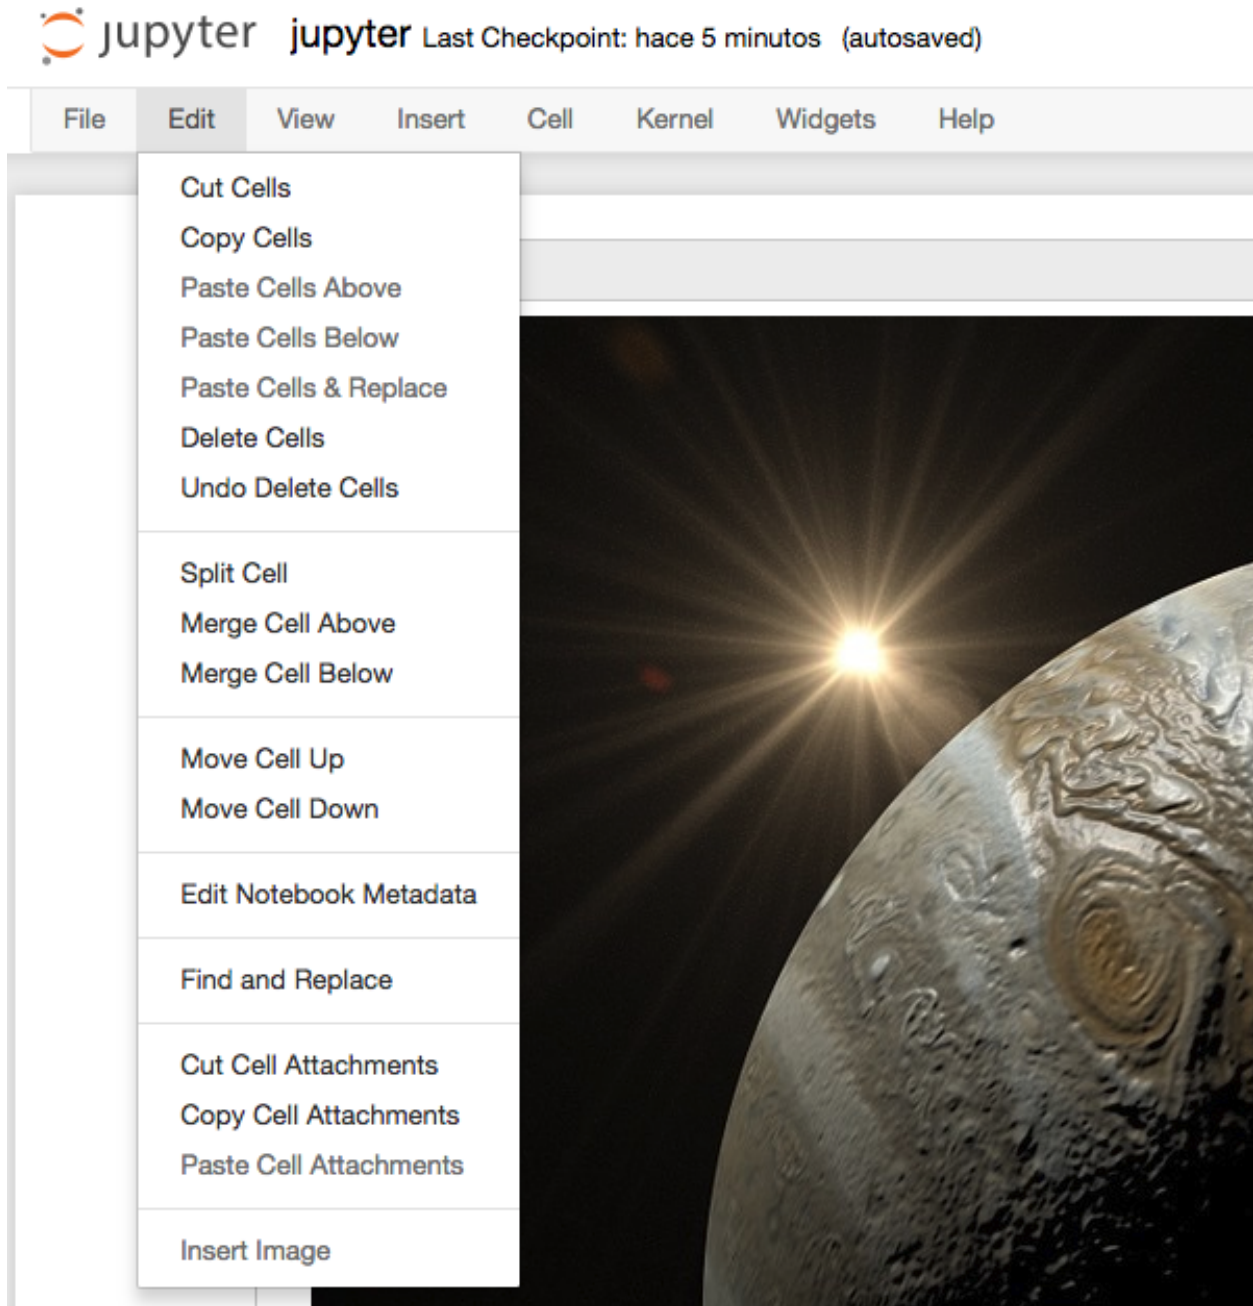 jupyter jupyter Last Checkpoint: hace 5 minutos (autosaved)
File Edit View Insert Cell Kernel Widgets Help
Cut Cells
Copy Cells
Paste Cells Above
Paste Cells Below
Paste Cells & Replace
Delete Cells
Undo Delete Cells
Split Cell
Merge Cell Above
Merge Cell Below
Move Cell Up
Move Cell Down
Edit Notebook Metadata
Find and Replace
Cut Cell Attachments
Copy Cell Attachments
Paste Cell Attachments
Insert Image